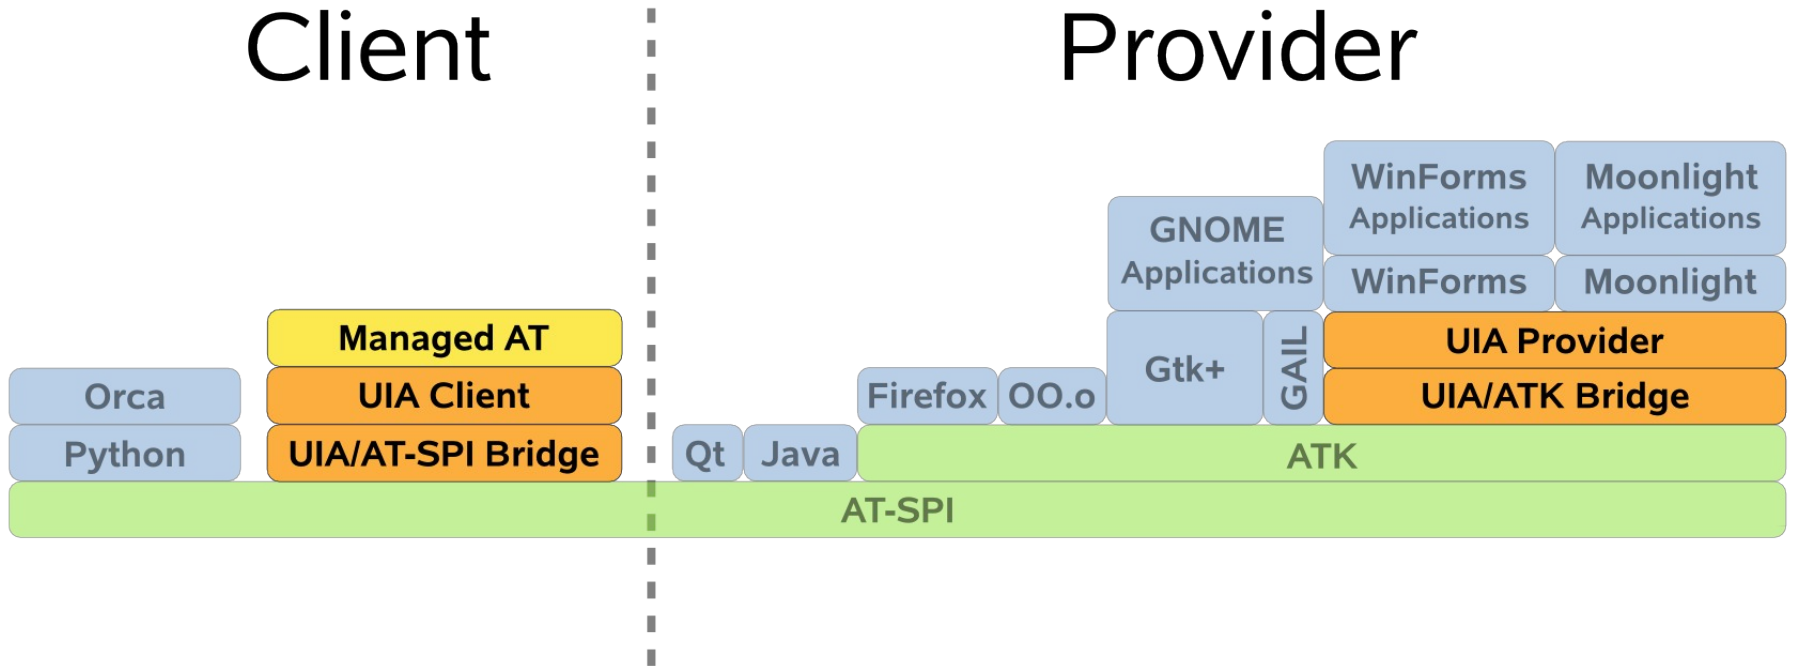 Client
Provider
WinForms
Applications
Moonlight
Applications
GNOME
Applications
WinForms
Moonlight
Managed AT
UIA Provider
Orca
UIA Client
Firefox
OO.o
Gtk+
GAIL
UIA/ATK Bridge
Python
UIA/AT-SPI Bridge
Qt
Java
ATK
AT-SPI